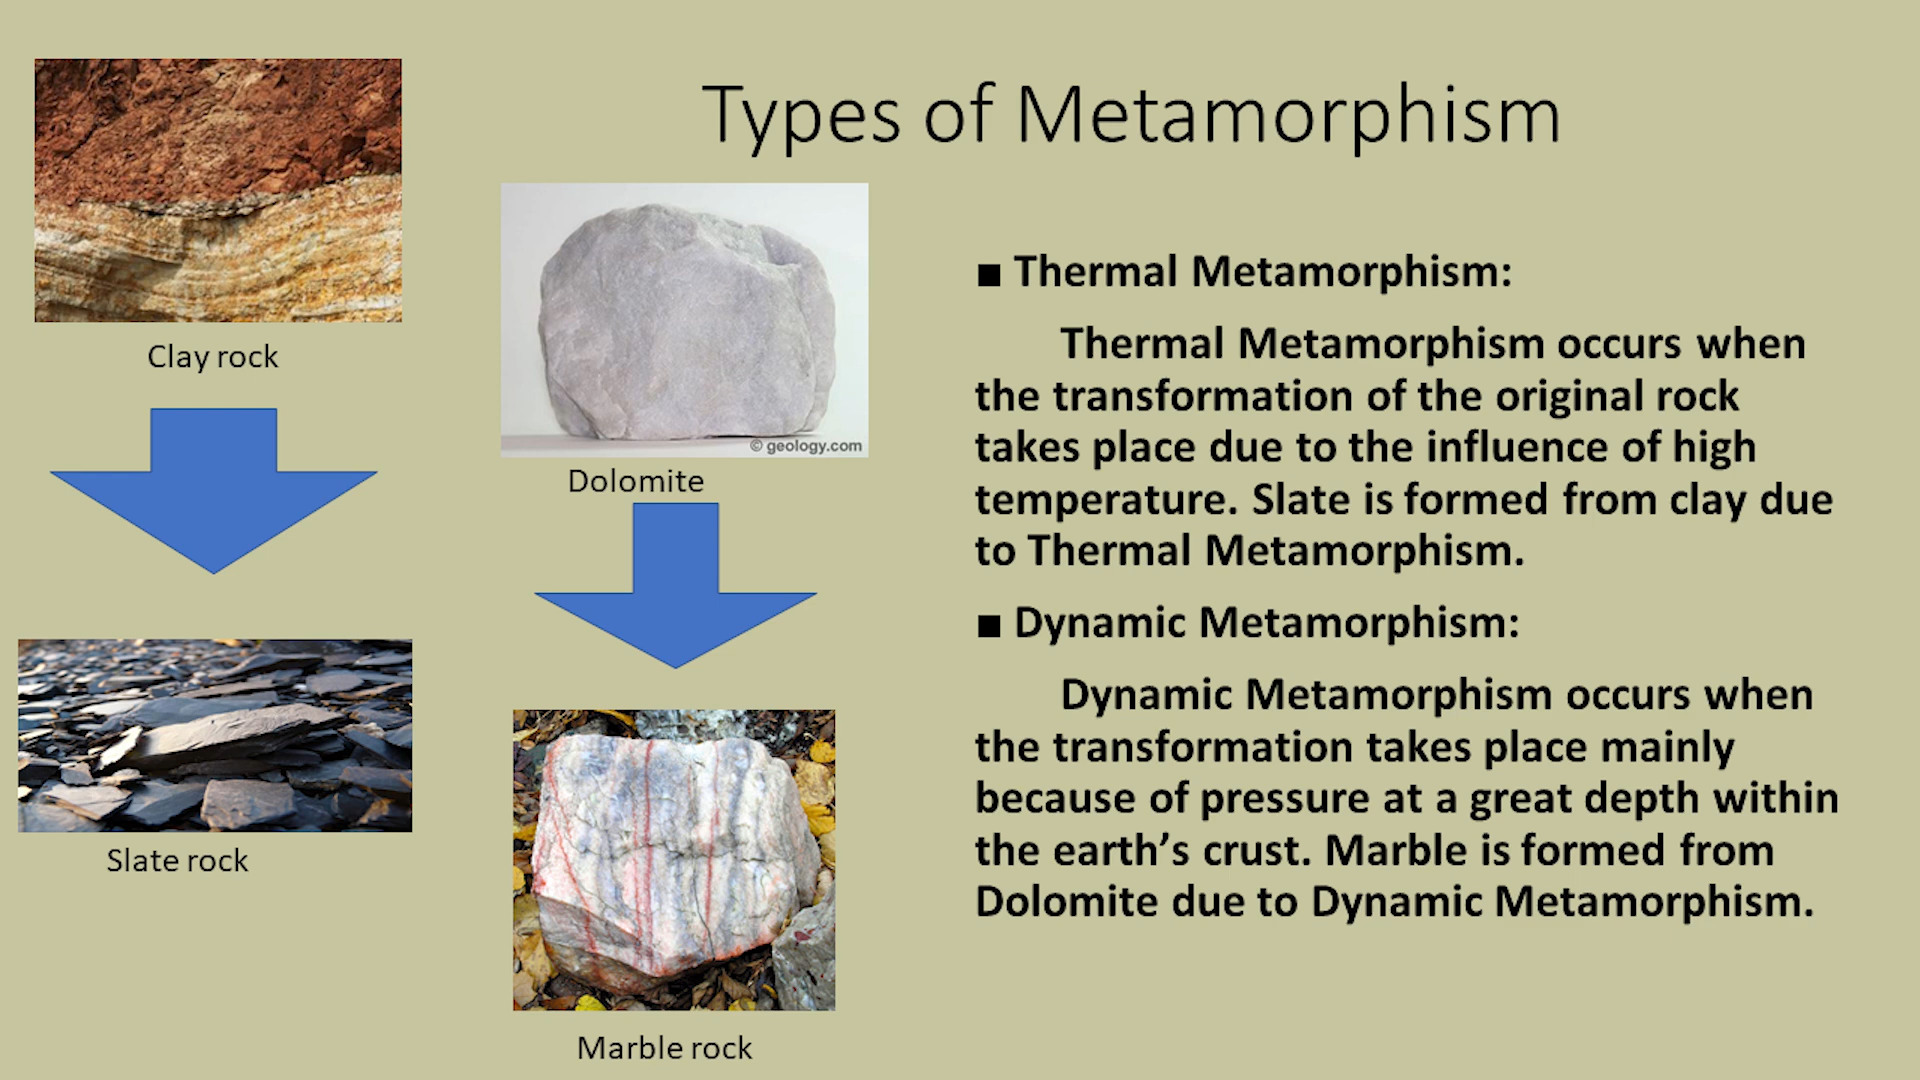 Types of Metamorphism
Clay rock
Slate rock
© geology.com
Dolomite
Marble rock
■ Thermal Metamorphism:
Thermal Metamorphism occurs when
the transformation of the original rock
takes place due to the influence of high
temperature. Slate is formed from clay due
to Thermal Metamorphism.
■ Dynamic Metamorphism:
Dynamic Metamorphism occurs when
the transformation takes place mainly
because of pressure at a great depth within
the earth’s crust. Marble is formed from
Dolomite due to Dynamic Metamorphism.